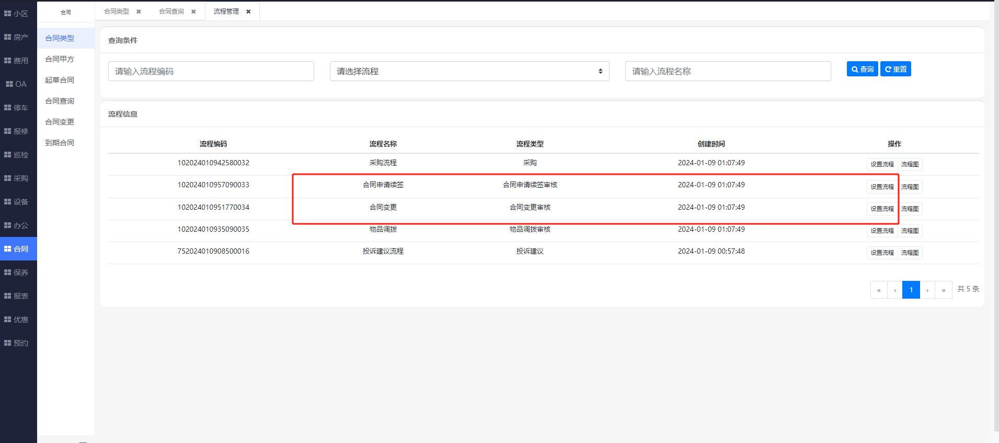 小区
房产
费用
OA
停车
报修
巡检
采购
设备
办公
合同
保养
报表
优惠
预约
合同
合同类型
合同甲方
起草合同
合同查询
合同变更
到期合同
合同类型 合同查询 流程管理
查询条件
请输入流程编码 请选择流程 请输入流程名称 查询 重置
流程信息
流程编码 流程名称 流程类型 创建时间 操作
102024010942580032 采购流程 采购 2024-01-09 01:07:49 设置流程 流程图
102024010957090033 合同申请续签 合同申请续签审核 2024-01-09 01:07:49 设置流程 流程图
102024010951770034 合同变更 合同变更审核 2024-01-09 01:07:49 设置流程 流程图
102024010935090035 物品调拨 物品调拨审核 2024-01-09 01:07:49 设置流程 流程图
752024010908500016 投诉建议流程 投诉建议 2024-01-09 00:57:48 设置流程 流程图
« ‹ 1 › » 共 5 条